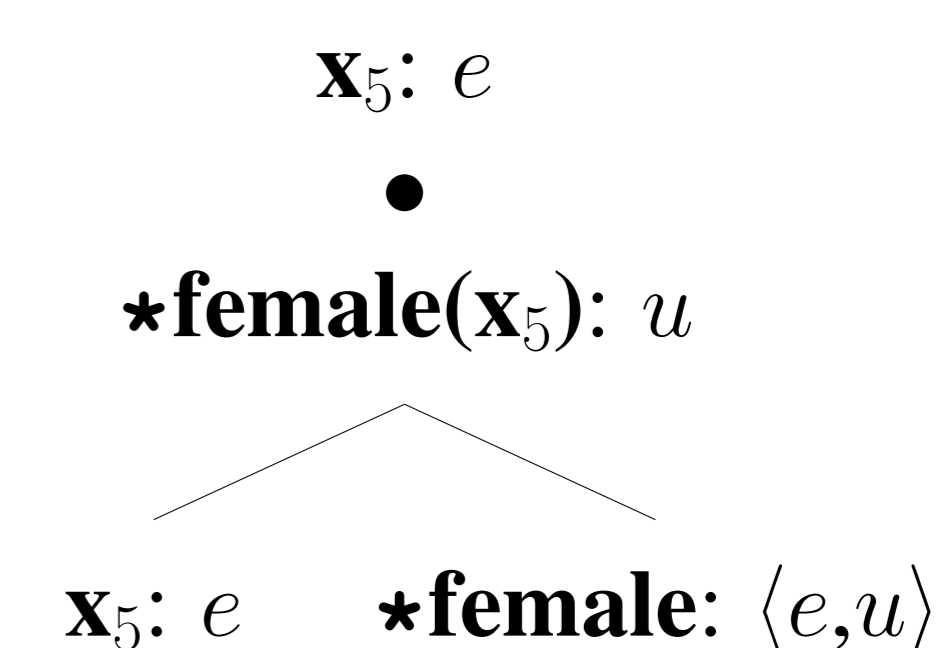 x₅: e
●
⋆female(x₅): u
x₅: e ⋆female: ⟨e,u⟩